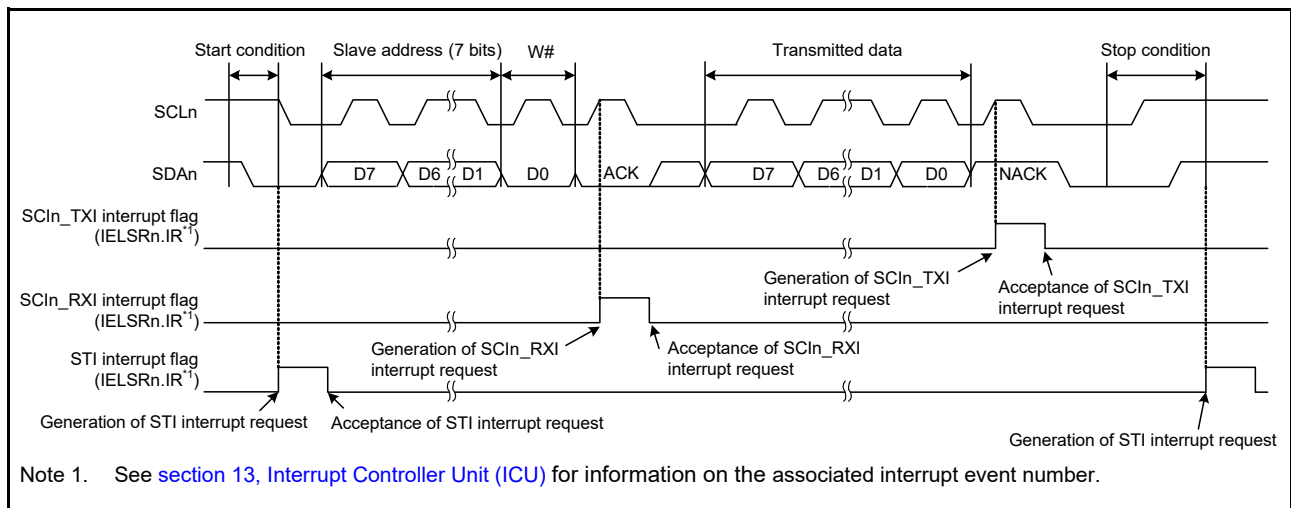 Start condition
Slave address (7 bits)
W#
Transmitted data
Stop condition
SCLn
SDAn
D7
D6
D1
D0
ACK
D7
D6
D1
D0
NACK
SCIn_TXI interrupt flag
(IELSRn.IR*1)
Generation of SCIn_TXI
interrupt request
Acceptance of SCIn_TXI
interrupt request
SCIn_RXI interrupt flag
(IELSRn.IR*1)
Generation of SCIn_RXI
interrupt request
Acceptance of SCIn_RXI
interrupt request
STI interrupt flag
(IELSRn.IR*1)
Generation of STI interrupt request
Acceptance of STI interrupt request
Generation of STI interrupt request
Note 1. See section 13, Interrupt Controller Unit (ICU) for information on the associated interrupt event number.